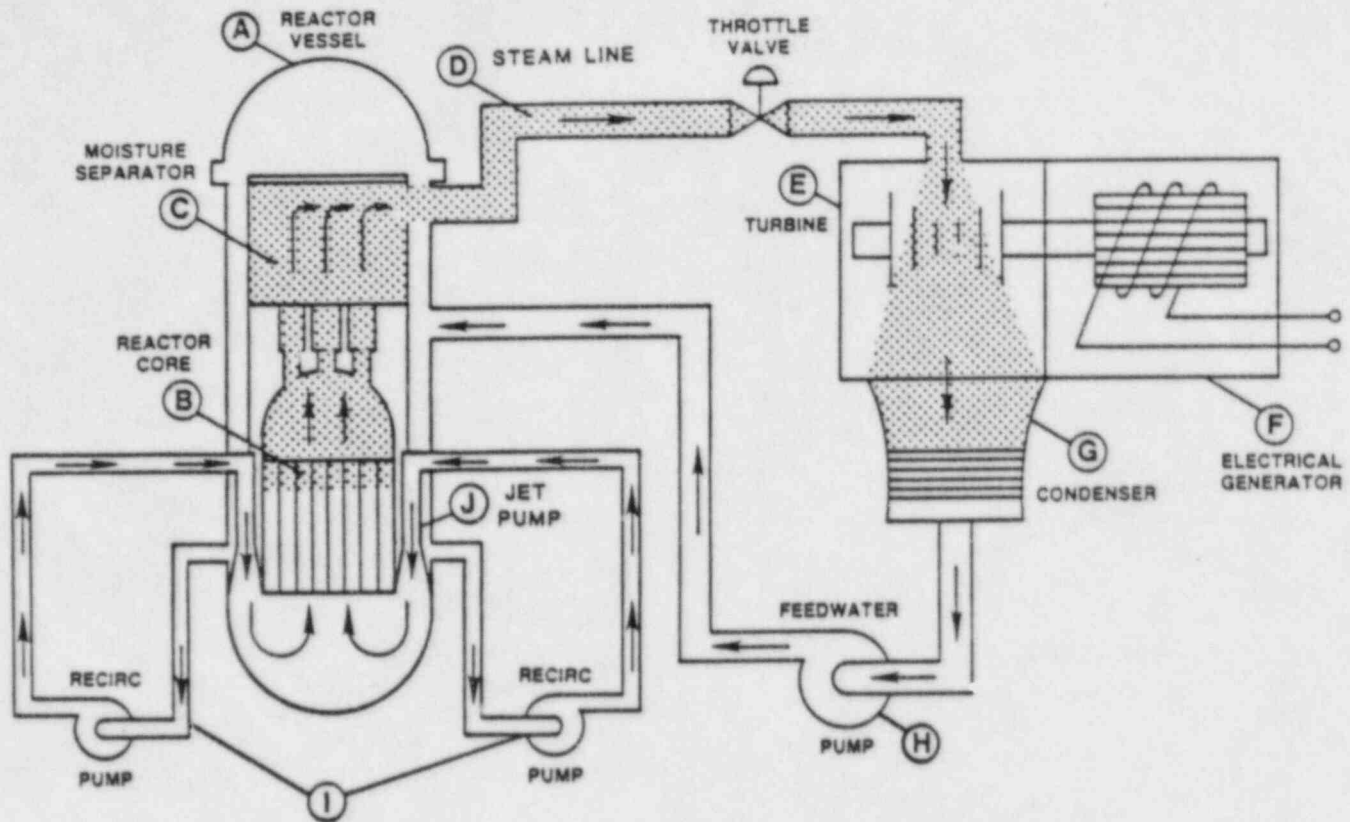 A
REACTOR
VESSEL
D
STEAM LINE
THROTTLE
VALVE
MOISTURE
SEPARATOR
C
E
TURBINE
REACTOR
CORE
B
F
ELECTRICAL
GENERATOR
G
CONDENSER
J
JET
PUMP
FEEDWATER
PUMP
H
RECIRC
PUMP
RECIRC
PUMP
I